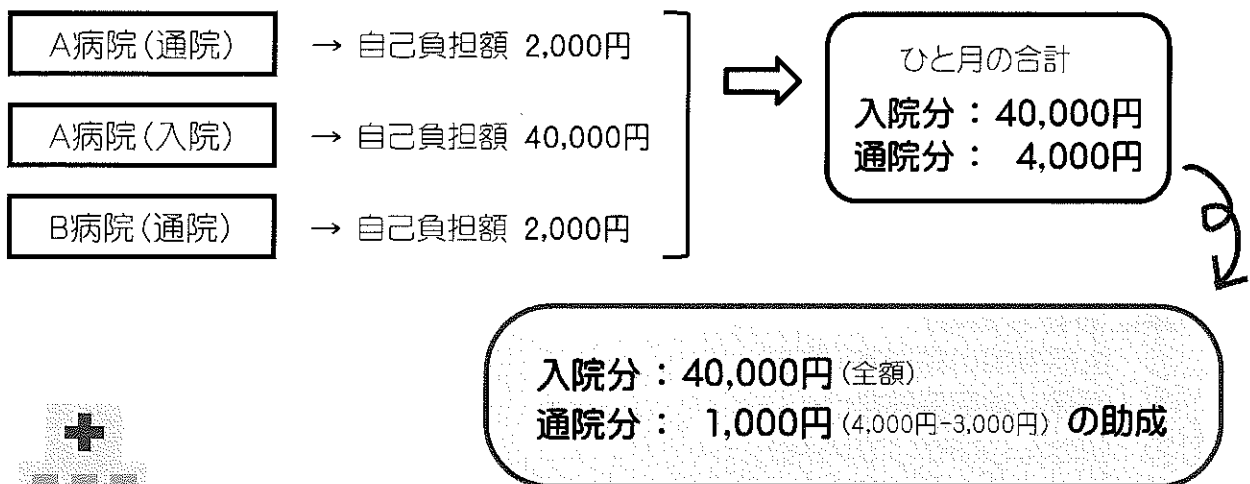 A病院(通院) → 自己負担額 2,000円
A病院(入院) → 自己負担額 40,000円
B病院(通院) → 自己負担額 2,000円
ひと月の合計
入院分：40,000円
通院分： 4,000円
入院分：40,000円(全額)
通院分： 1,000円(4,000円-3,000円) の助成